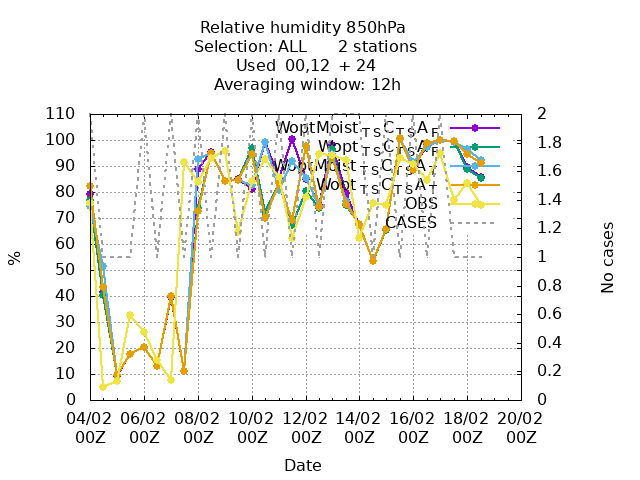 Relative humidity 850hPa
Selection: ALL 2 stations
Used 00,12 + 24
Averaging window: 12h
110
100
90
80
70
60
50
40
30
20
10
0
%
2
1.8
1.6
1.4
1.2
1
0.8
0.6
0.4
0.2
0
No cases
OBS
CASES
04/02 06/02 08/02 10/02 12/02 14/02 16/02 18/02 20/02
00Z 00Z 00Z 00Z 00Z 00Z 00Z 00Z 00Z
Date